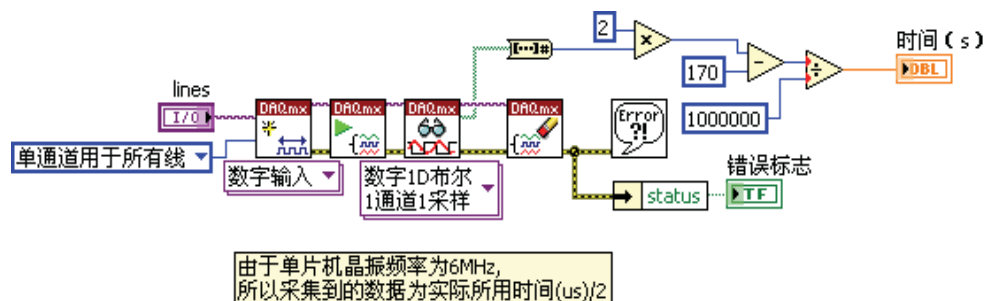 2
×
时间（s）
170
-
÷
DBL
lines
DAQmx
DAQmx
DAQmx
DAQmx
1000000
I/O
Error
?!
单通道用于所有线
数字输入
数字1D布尔
1通道1采样
错误标志
status
TF
由于单片机晶振频率为6MHz,
所以采集到的数据为实际所用时间(us)/2